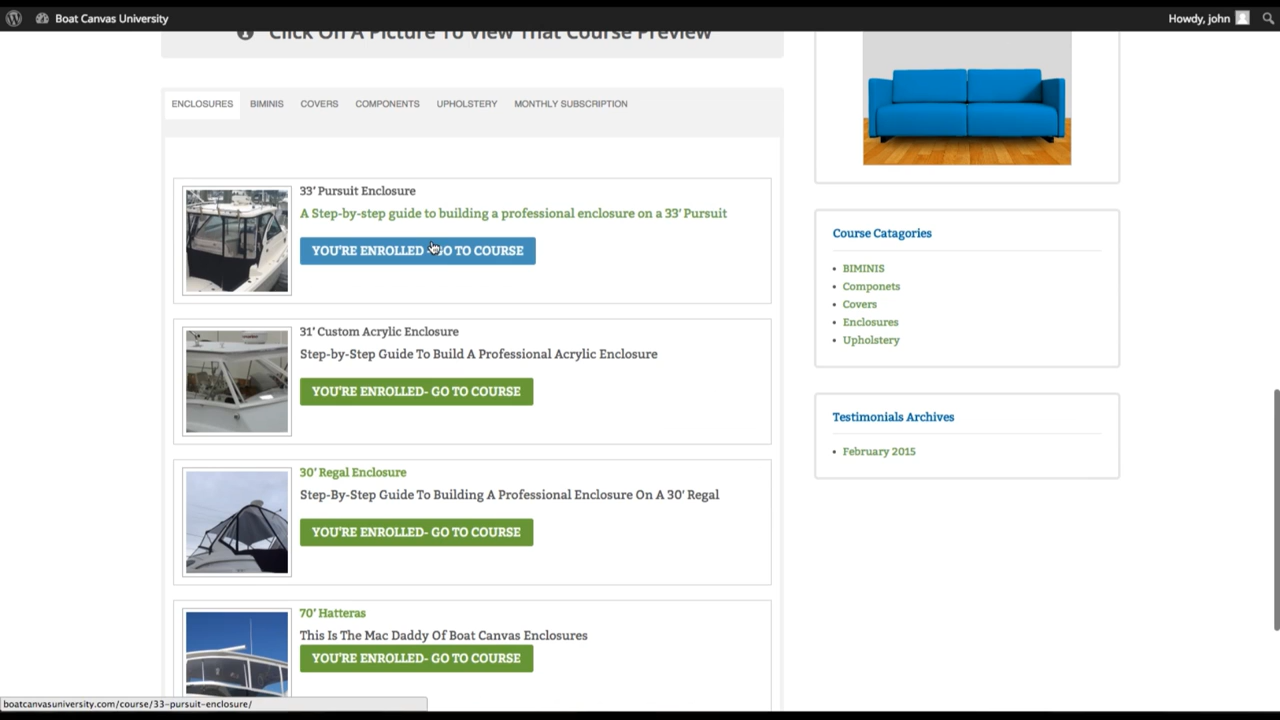 Boat Canvas University
Howdy, john
Click On A Picture To View That Course Preview
ENCLOSURES BIMINIS COVERS COMPONENTS UPHOLSTERY MONTHLY SUBSCRIPTION
33' Pursuit Enclosure
A Step-by-step guide to building a professional enclosure on a 33' Pursuit
YOU'RE ENROLLED- GO TO COURSE
31' Custom Acrylic Enclosure
Step-by-Step Guide To Build A Professional Acrylic Enclosure
YOU'RE ENROLLED- GO TO COURSE
30' Regal Enclosure
Step-By-Step Guide To Building A Professional Enclosure On A 30' Regal
YOU'RE ENROLLED- GO TO COURSE
70' Hatteras
This Is The Mac Daddy Of Boat Canvas Enclosures
YOU'RE ENROLLED- GO TO COURSE
Course Catagories
BIMINIS
Componets
Covers
Enclosures
Upholstery
Testimonials Archives
February 2015
boatcanvasuniversity.com/course/33-pursuit-enclosure/